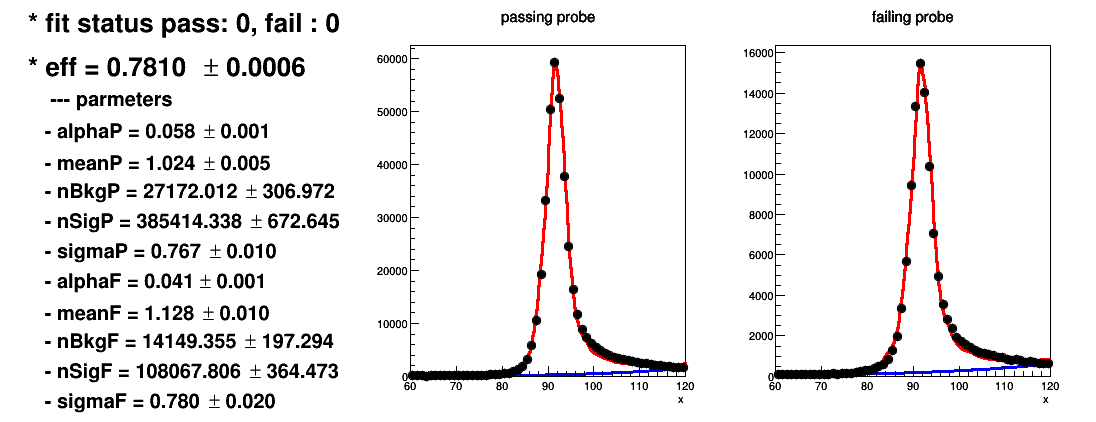 * fit status pass: 0, fail : 0
* eff = 0.7810 ± 0.0006
--- parmeters
- alphaP = 0.058 ± 0.001
- meanP = 1.024 ± 0.005
- nBkgP = 27172.012 ± 306.972
- nSigP = 385414.338 ± 672.645
- sigmaP = 0.767 ± 0.010
- alphaF = 0.041 ± 0.001
- meanF = 1.128 ± 0.010
- nBkgF = 14149.355 ± 197.294
- nSigF = 108067.806 ± 364.473
- sigmaF = 0.780 ± 0.020
passing probe
60000
50000
40000
30000
20000
10000
0
60 70 80 90 100 110 120
x
failing probe
16000
14000
12000
10000
8000
6000
4000
2000
0
60 70 80 90 100 110 120
x